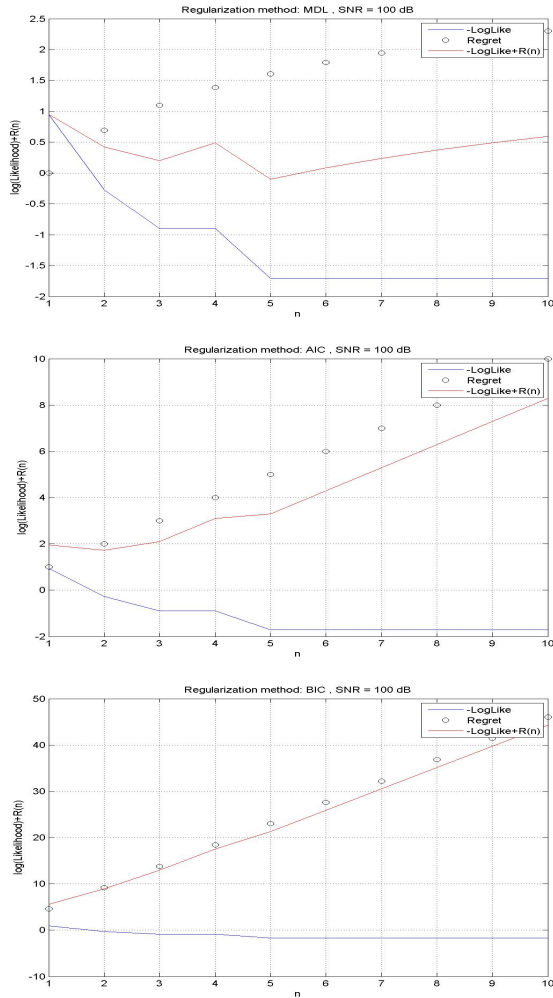 Regularization method: MDL , SNR = 100 dB
2.5
2
1.5
1
0.5
0
-0.5
-1
-1.5
-2
log(Likelihood)+R(n)
-LogLike
Regret
-LogLike+R(n)
1 2 3 4 5 6 7 8 9 10
n
Regularization method: AIC , SNR = 100 dB
10
8
6
4
2
0
-2
log(Likelihood)+R(n)
-LogLike
Regret
-LogLike+R(n)
1 2 3 4 5 6 7 8 9 10
n
Regularization method: BIC , SNR = 100 dB
50
40
30
20
10
0
-10
log(Likelihood)+R(n)
-LogLike
Regret
-LogLike+R(n)
1 2 3 4 5 6 7 8 9 10
n